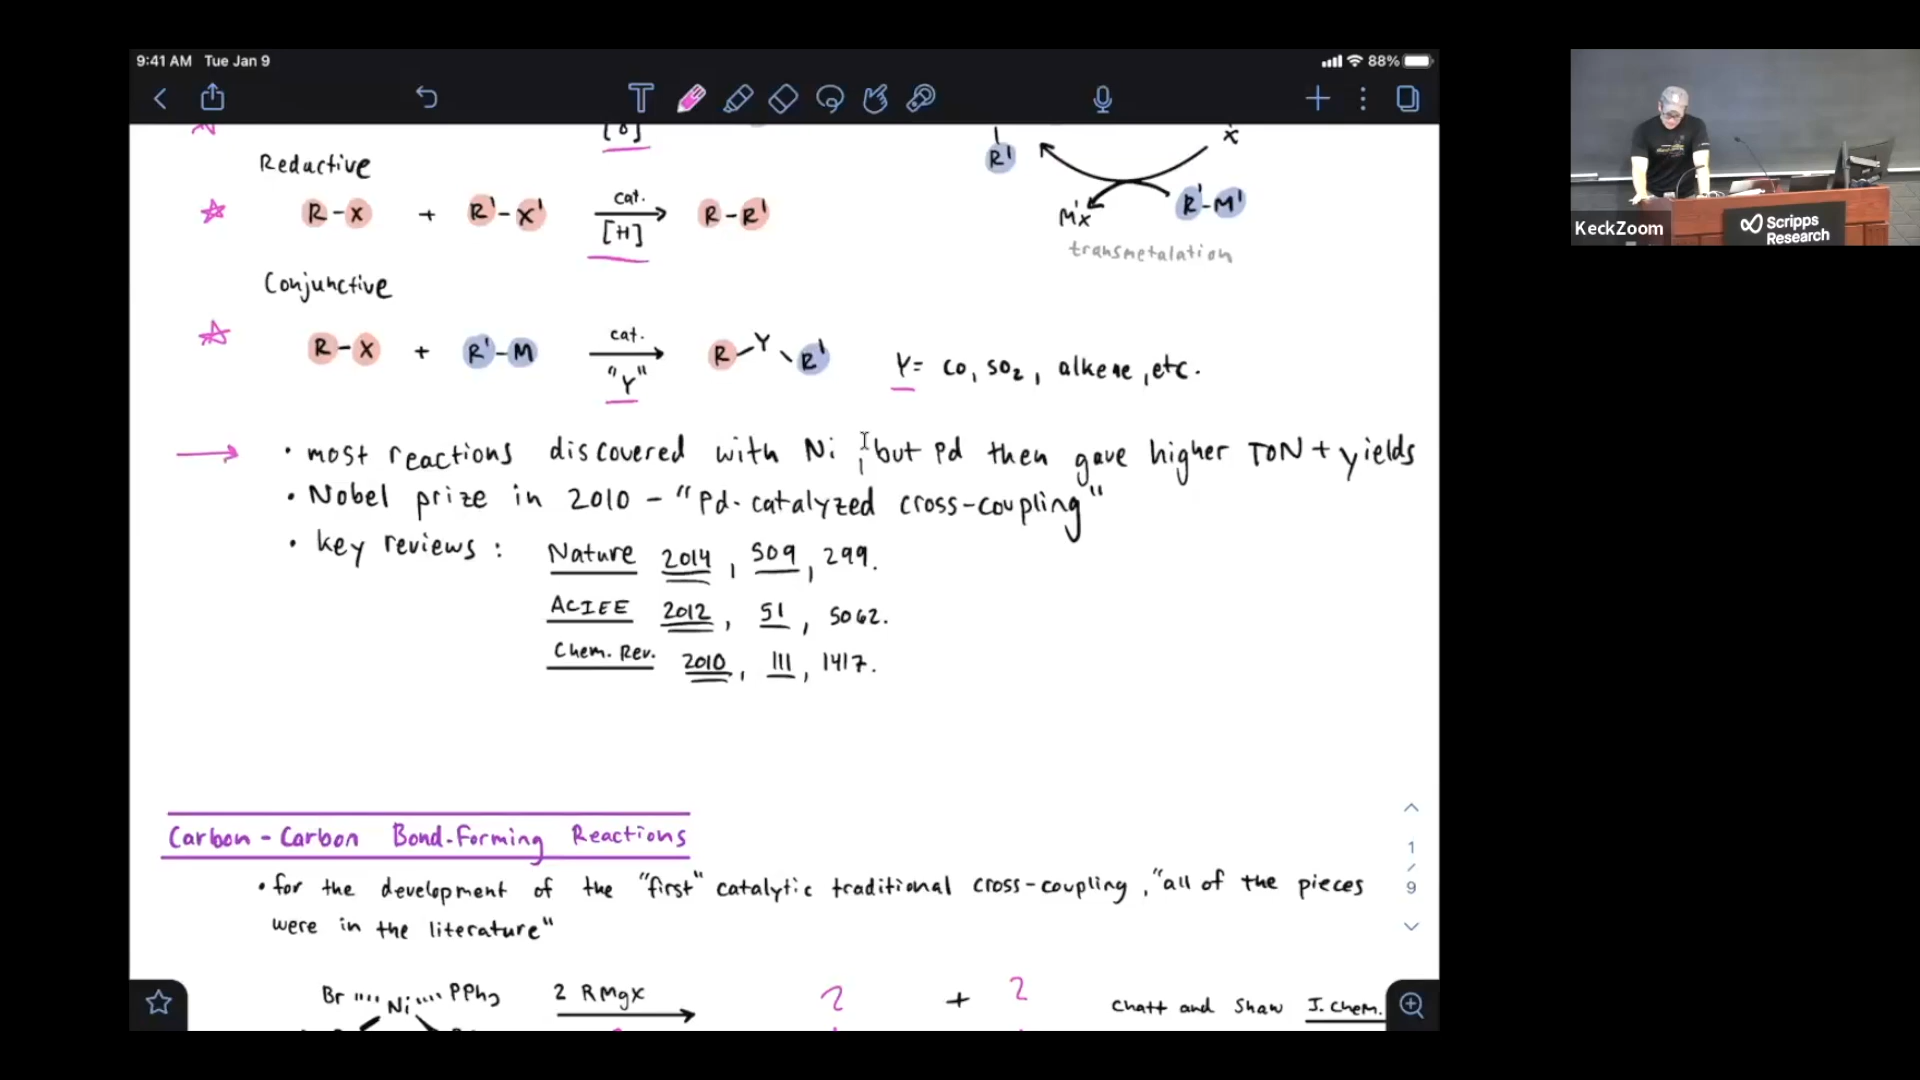 9:41 AM Tue Jan 9
88%
[O]
R'
X
Reductive
R-X + R'-X' cat. [H] R-R'
M'X
R'-M'
transmetalation
Conjunctive
R-X + R'-M cat. "Y" R Y R'
Y= CO, SO2, alkene, etc.
• most reactions discovered with Ni, but Pd then gave higher TON + yields
• Nobel prize in 2010 - "Pd-catalyzed cross-coupling"
• key reviews:
Nature 2014, 509, 299.
ACIEE 2012, 51, 5062.
Chem. Rev. 2010, 111, 1417.
Carbon-Carbon Bond-Forming Reactions
• for the development of the "first" catalytic traditional cross-coupling, "all of the pieces
were in the literature"
Br Ni PPh3 2 RMgX ? + ? Chatt and Shaw J. Chem.
1
/
9
KeckZoom
Scripps
Research